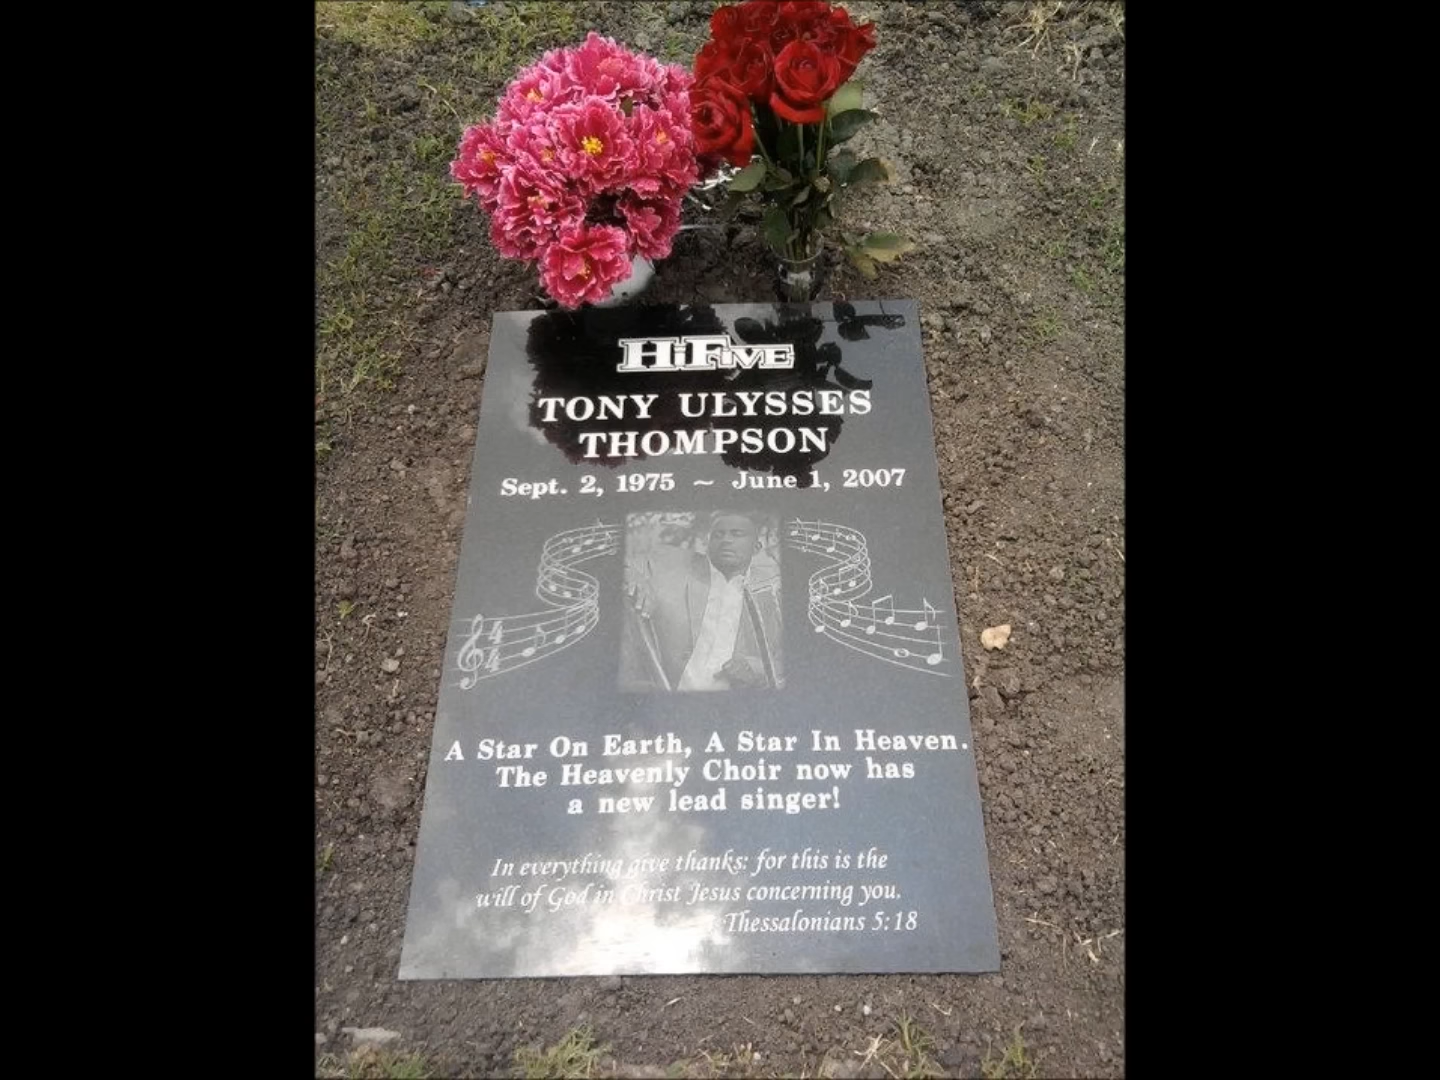 HiFive
TONY ULYSSES
THOMPSON
Sept. 2, 1975 ~ June 1, 2007
4
4
A Star On Earth, A Star In Heaven.
The Heavenly Choir now has
a new lead singer!
In everything give thanks: for this is the
will of God in Christ Jesus concerning you.
Thessalonians 5:18